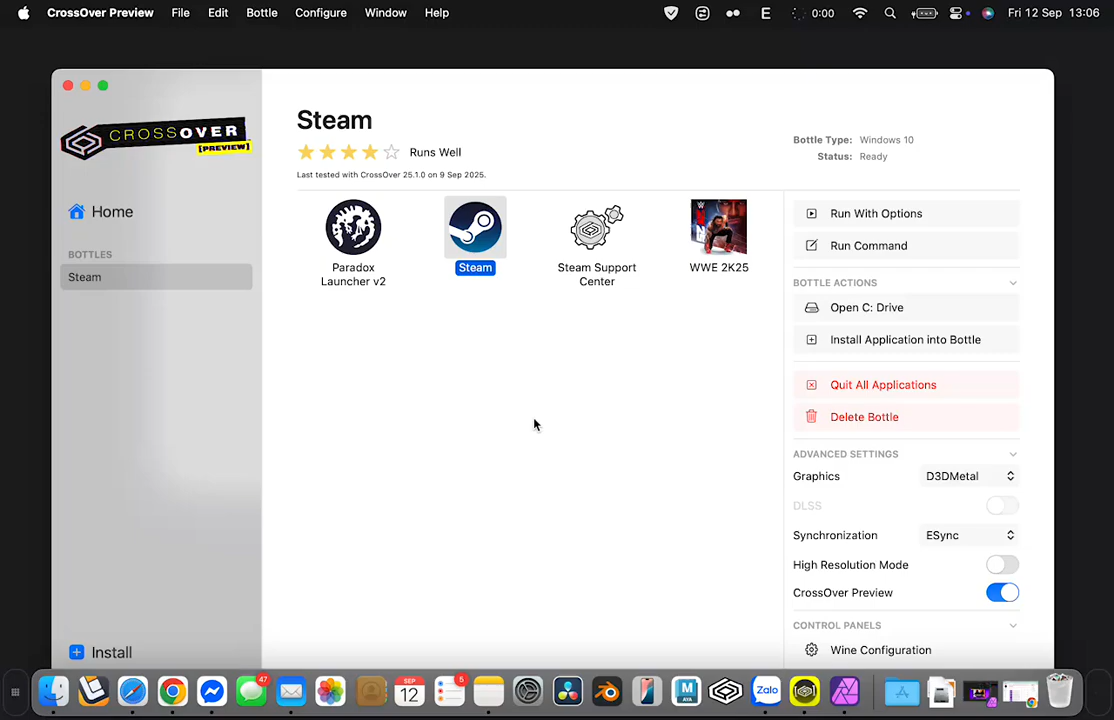 CrossOver Preview File Edit Bottle Configure Window Help E 0:00 Fri 12 Sep 13:06
CROSSOVER
[PREVIEW]
Home
BOTTLES
Steam
Install
Steam
Runs Well
Last tested with CrossOver 25.1.0 on 9 Sep 2025.
Bottle Type: Windows 10
Status: Ready
Paradox
Launcher v2
Steam
Steam Support
Center
WWE 2K25
Run With Options
Run Command
BOTTLE ACTIONS
Open C: Drive
Install Application into Bottle
Quit All Applications
Delete Bottle
ADVANCED SETTINGS
Graphics D3DMetal
DLSS
Synchronization ESync
High Resolution Mode
CrossOver Preview
CONTROL PANELS
Wine Configuration
47
SEP
12
5
MAYA
Zalo